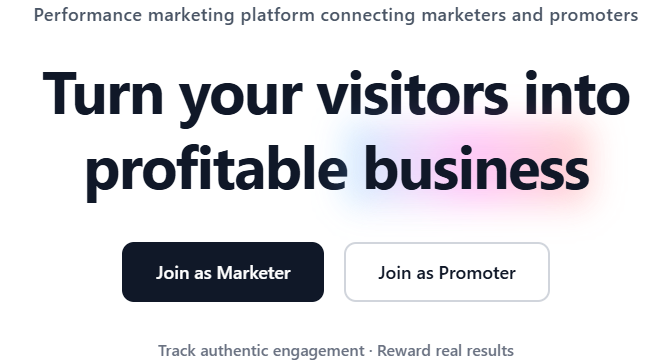 Performance marketing platform connecting marketers and promoters
Turn your visitors into
profitable business
Join as Marketer
Join as Promoter
Track authentic engagement · Reward real results